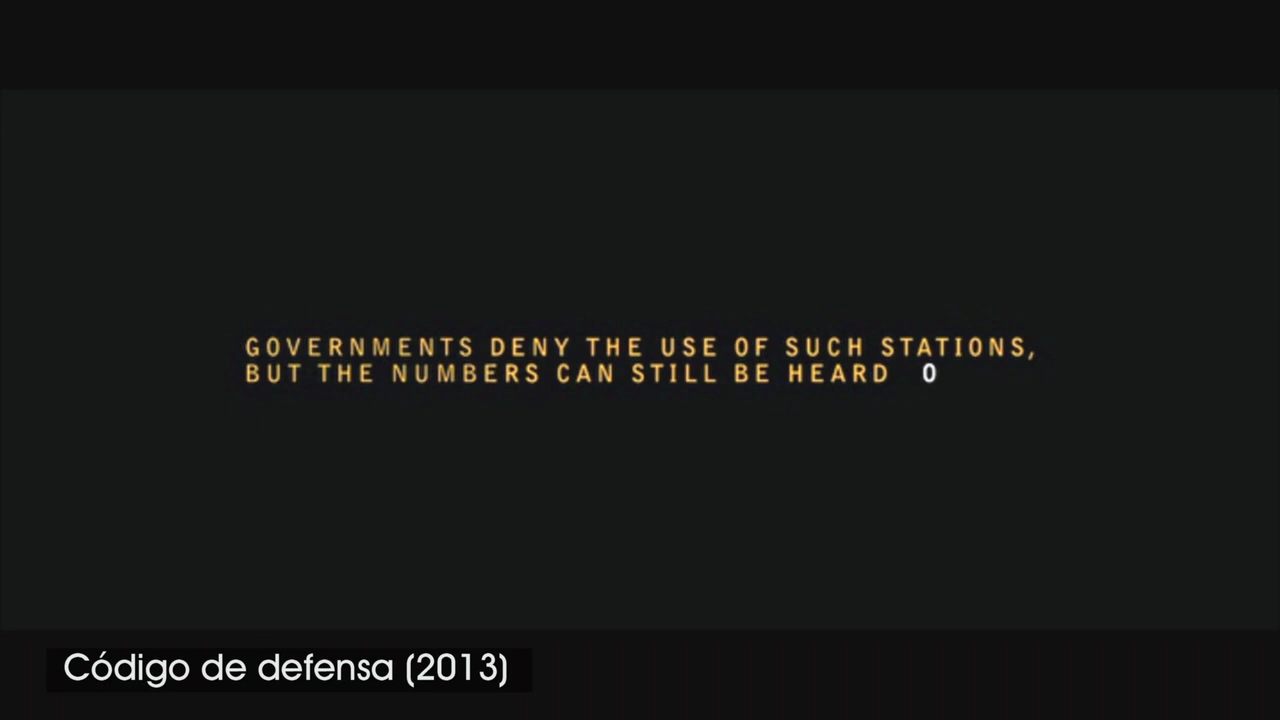 GOVERNMENTS DENY THE USE OF SUCH STATIONS,
BUT THE NUMBERS CAN STILL BE HEARD 0
Código de defensa (2013)